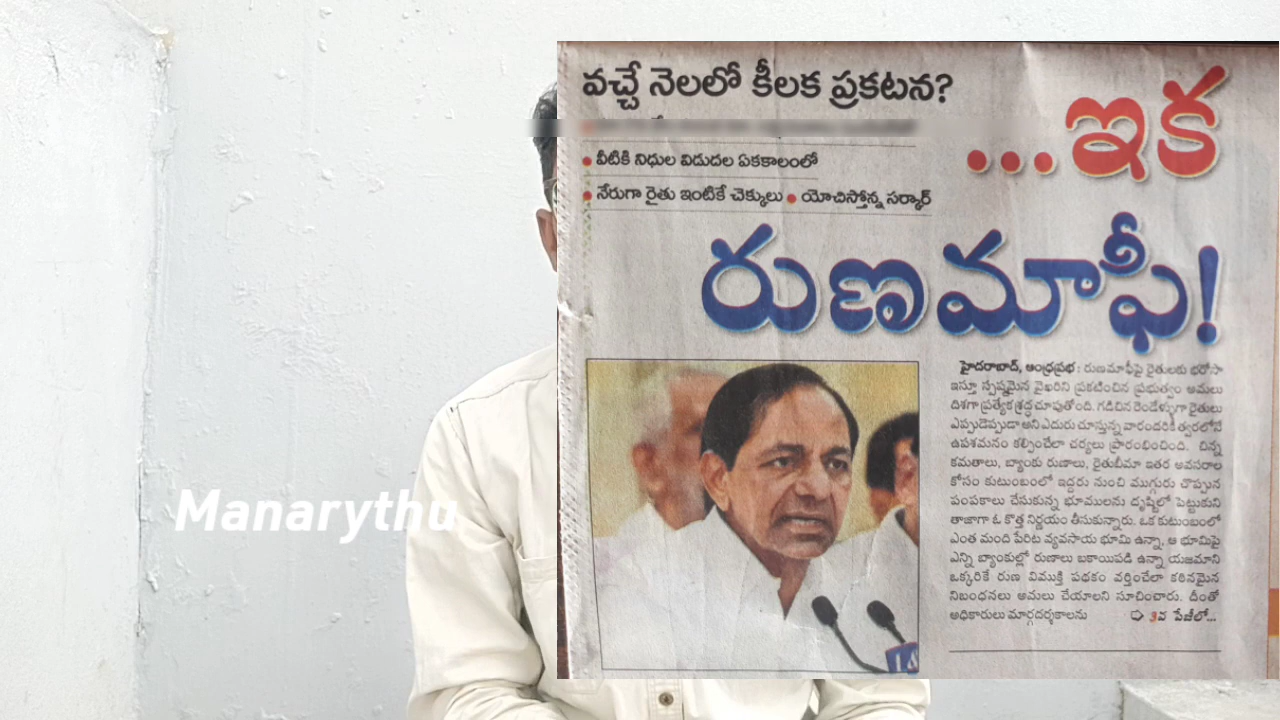 వచ్చే నెలలో కీలక ప్రకటన?
వీటికి నిధుల విడుదల ఏకకాలంలో
నేరుగా రైతు ఇంటికే చెక్కులు • యోచిస్తోన్న సర్కార్
...ఇక
రుణమాఫీ!
హైదరాబాద్, ఆంధ్రప్రభ : రుణమాఫీపై రైతులకు భరోసా
ఇస్తూ స్పష్టమైన వైఖరిని ప్రకటించిన ప్రభుత్వం అమలు
దిశగా ప్రత్యేక శ్రద్ధ చూపుతోంది. గడిచిన రెండేళ్ళుగా రైతులు
ఎప్పుడెప్పుడా అని ఎదురు చూస్తున్న వారందరికీ త్వరలోనే
ఉపశమనం కల్పించేలా చర్యలు ప్రారంభించింది. చిన్న
కమతాలు, బ్యాంకు రుణాలు, రైతుబీమా ఇతర అవసరాల
కోసం కుటుంబంలో ఇద్దరు నుంచి ముగ్గురు చొప్పున
పంపకాలు చేసుకున్న భూములను దృష్టిలో పెట్టుకుని
తాజాగా ఓ కొత్త నిర్ణయం తీసుకున్నారు. ఒక కుటుంబంలో
ఎంత మంది పేరిట వ్యవసాయ భూమి ఉన్నా, ఆ భూమిపై
ఎన్ని బ్యాంకుల్లో రుణాలు బకాయిపడి ఉన్నా యజమాని
ఒక్కరికే రుణ విముక్తి పథకం వర్తించేలా కఠినమైన
నిబంధనలు అమలు చేయాలని సూచించారు. దీంతో
అధికారులు మార్గదర్శకాలను 3వ పేజీలో...
Manarythu